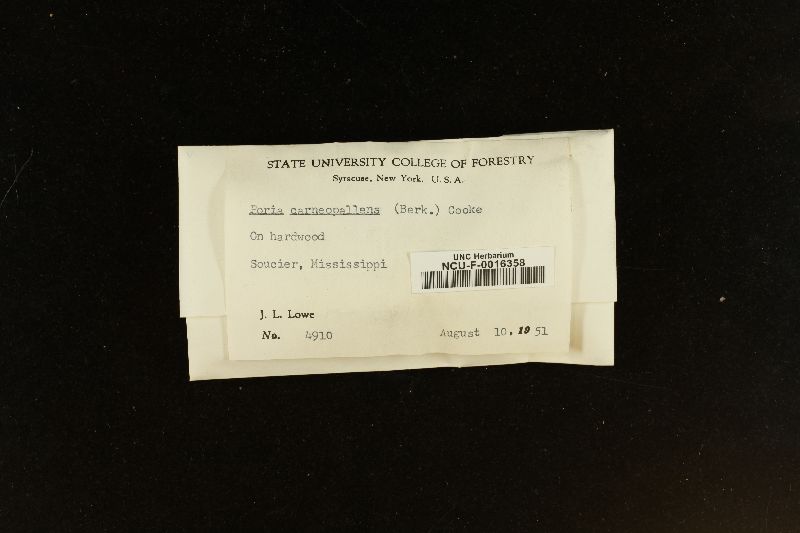 STATE UNIVERSITY COLLEGE OF FORESTRY
Syracuse, New York. U. S. A.
Poria carneopallens (Berk.) Cooke
On hardwood
Soucier, Mississippi
UNC Herbarium
NCU-F-0016358
J. L. Lowe
No. 4910
August 10, 1951